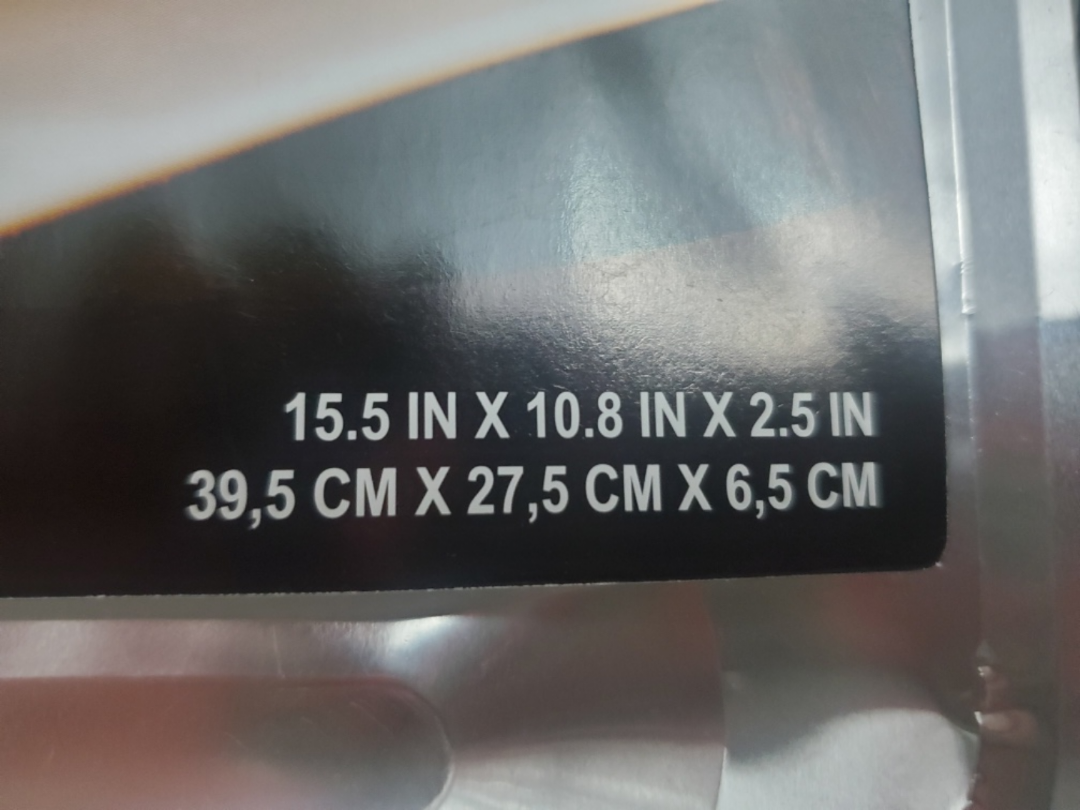 15.5 IN X 10.8 IN X 2.5 IN
39,5 CM X 27,5 CM X 6,5 CM